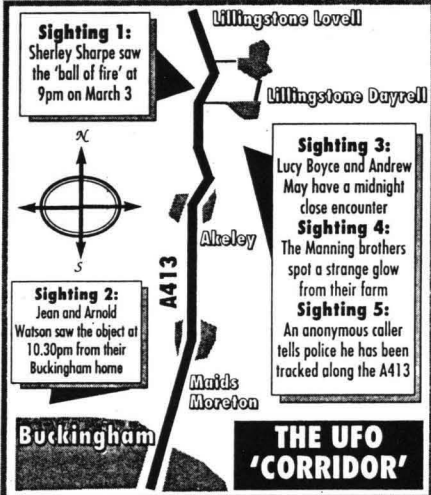 Sighting 1:
Sherley Sharpe saw
the 'ball of fire' at
9pm on March 3
Lillingstone Lovell
Lillingstone Dayrell
N
S
Sighting 3:
Lucy Boyce and Andrew
May have a midnight
close encounter
Sighting 4:
The Manning brothers
spot a strange glow
from their farm
Sighting 5:
An anonymous caller
tells police he has been
tracked along the A413
Akeley
A413
Sighting 2:
Jean and Arnold
Watson saw the object at
10.30pm from their
Buckingham home
Maids
Moreton
Buckingham
THE UFO
'CORRIDOR'